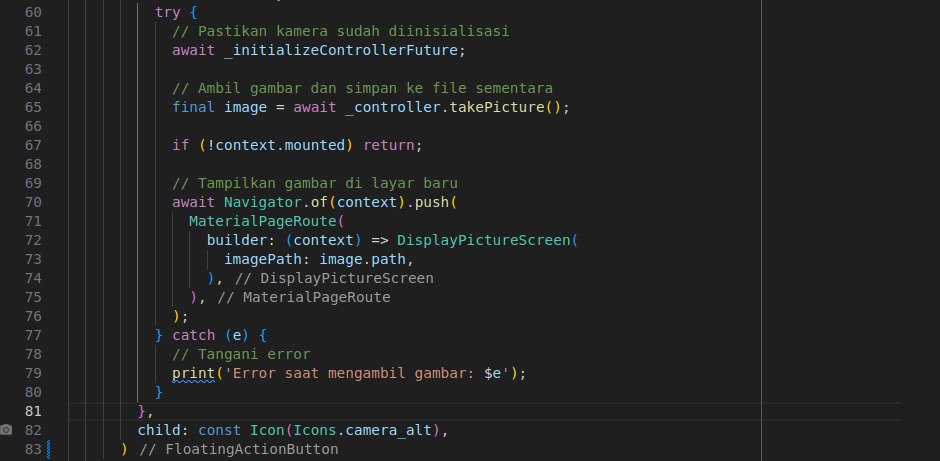 60 try {
61 // Pastikan kamera sudah diinisialisasi
62 await _initializeControllerFuture;
63
64 // Ambil gambar dan simpan ke file sementara
65 final image = await _controller.takePicture();
66
67 if (!context.mounted) return;
68
69 // Tampilkan gambar di layar baru
70 await Navigator.of(context).push(
71 MaterialPageRoute(
72 builder: (context) => DisplayPictureScreen(
73 imagePath: image.path,
74 ), // DisplayPictureScreen
75 ), // MaterialPageRoute
76 );
77 } catch (e) {
78 // Tangani error
79 print('Error saat mengambil gambar: $e');
80 }
81 },
82 child: const Icon(Icons.camera_alt),
83 ) // FloatingActionButton